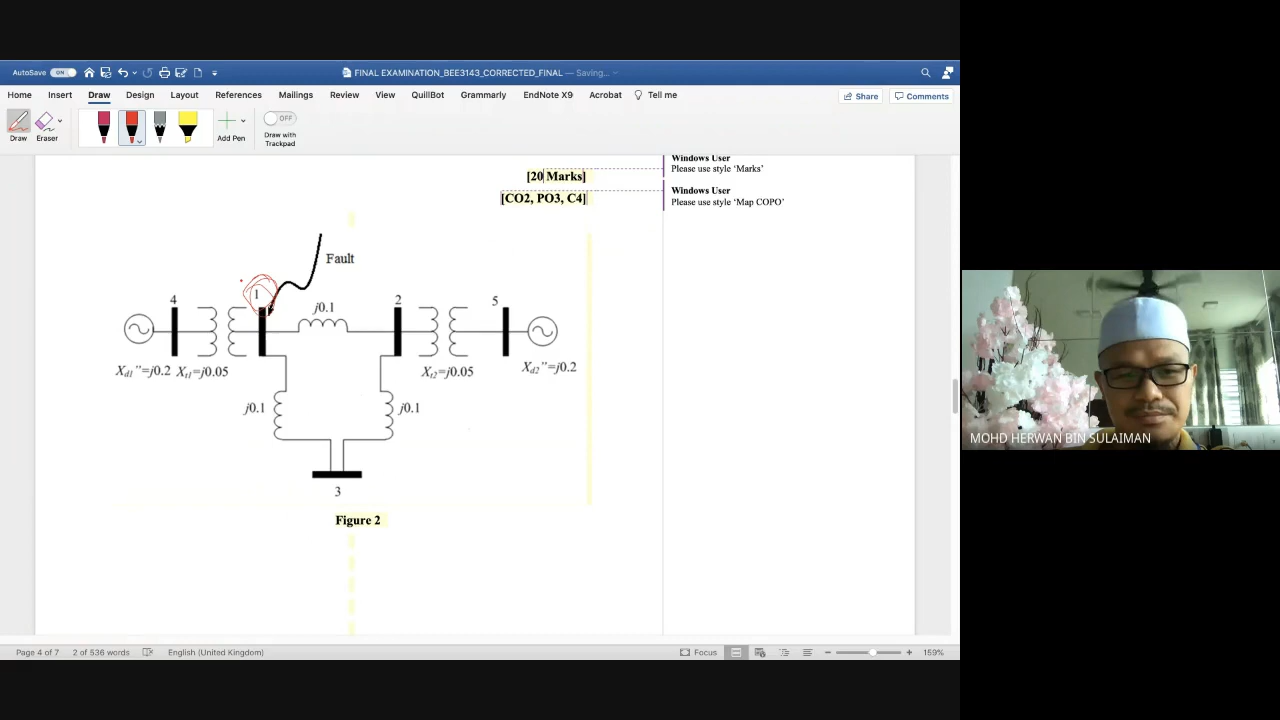 AutoSave ON FINAL EXAMINATION_BEE3143_CORRECTED_FINAL — Saving...
Home Insert Draw Design Layout References Mailings Review View QuillBot Grammarly EndNote X9 Acrobat Tell me Share Comments
OFF
Draw Eraser Add Pen Draw with
Trackpad
[20 Marks]
[CO2, PO3, C4]
Windows User
Please use style ‘Marks’
Windows User
Please use style ‘Map COPO’
Fault
4 1 j0.1 2 5
Xd1”=j0.2 Xt1=j0.05 Xt2=j0.05 Xd2”=j0.2
j0.1 j0.1
3
Figure 2
MOHD HERWAN BIN SULAIMAN
Page 4 of 7 2 of 536 words English (United Kingdom) Focus 159%